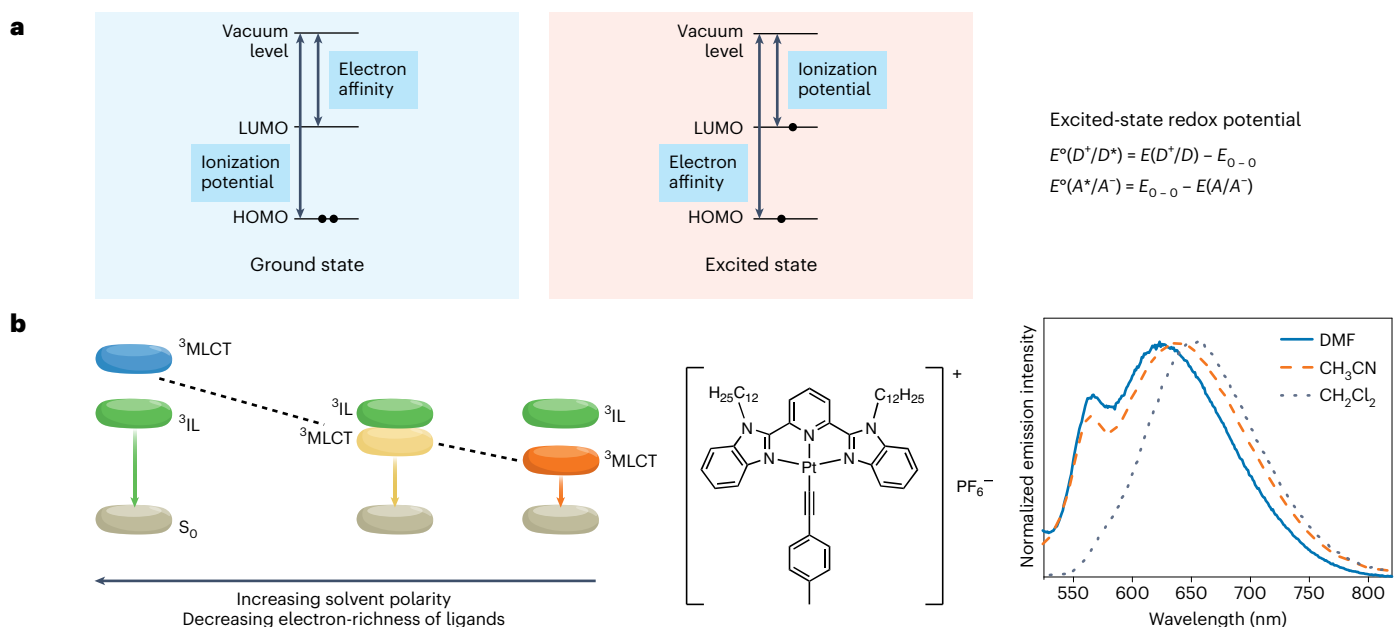 a
Vacuum
level
Electron
affinity
LUMO
Ionization
potential
HOMO
Ground state
Vacuum
level
Ionization
potential
LUMO
Electron
affinity
HOMO
Excited state
Excited-state redox potential
E°(D⁺/D*) = E(D⁺/D) – E₀₋₀
E°(A*/A⁻) = E₀₋₀ – E(A/A⁻)
b
³MLCT
³IL
S₀
³IL
³MLCT
³IL
³MLCT
Increasing solvent polarity
Decreasing electron-richness of ligands
H₂₅C₁₂
C₁₂H₂₅
N
N
N
N
N
Pt
+
PF₆⁻
Normalized emission intensity
DMF
CH₃CN
CH₂Cl₂
550 600 650 700 750 800
Wavelength (nm)